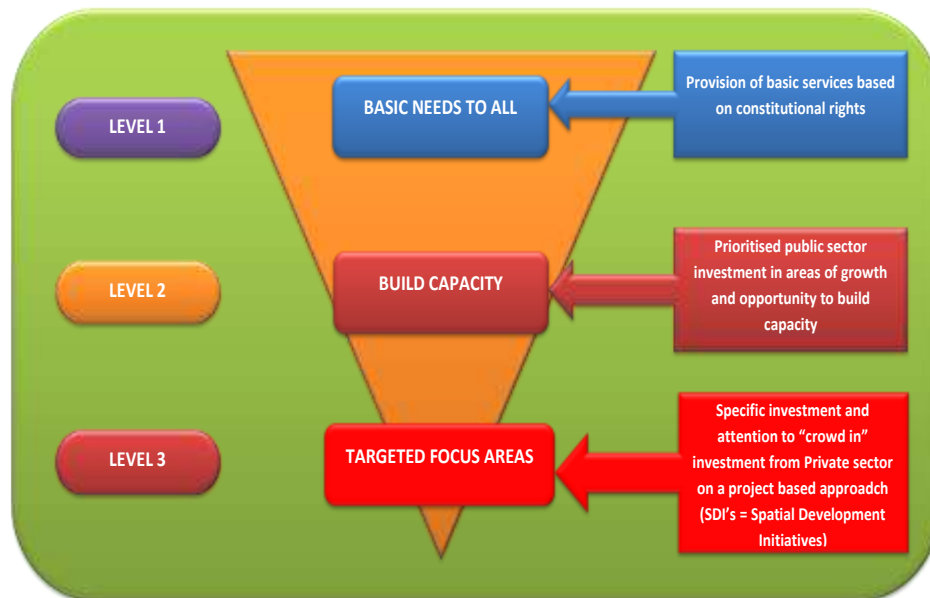 LEVEL 1
BASIC NEEDS TO ALL
Provision of basic services based
on constitutional rights
LEVEL 2
BUILD CAPACITY
Prioritised public sector
investment in areas of growth
and opportunity to build
capacity
LEVEL 3
TARGETED FOCUS AREAS
Specific investment and
attention to “crowd in”
investment from Private sector
on a project based approadch
(SDI’s = Spatial Development
Initiatives)